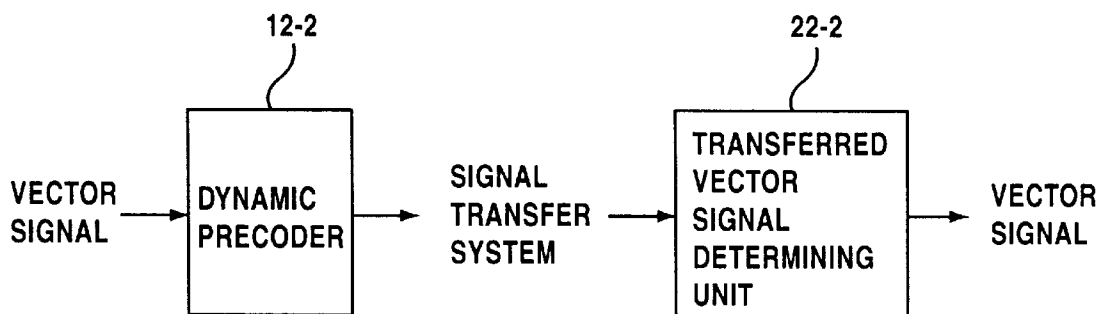 12-2
22-2
VECTOR
SIGNAL
DYNAMIC
PRECODER
SIGNAL
TRANSFER
SYSTEM
TRANSFERRED
VECTOR
SIGNAL
DETERMINING
UNIT
VECTOR
SIGNAL